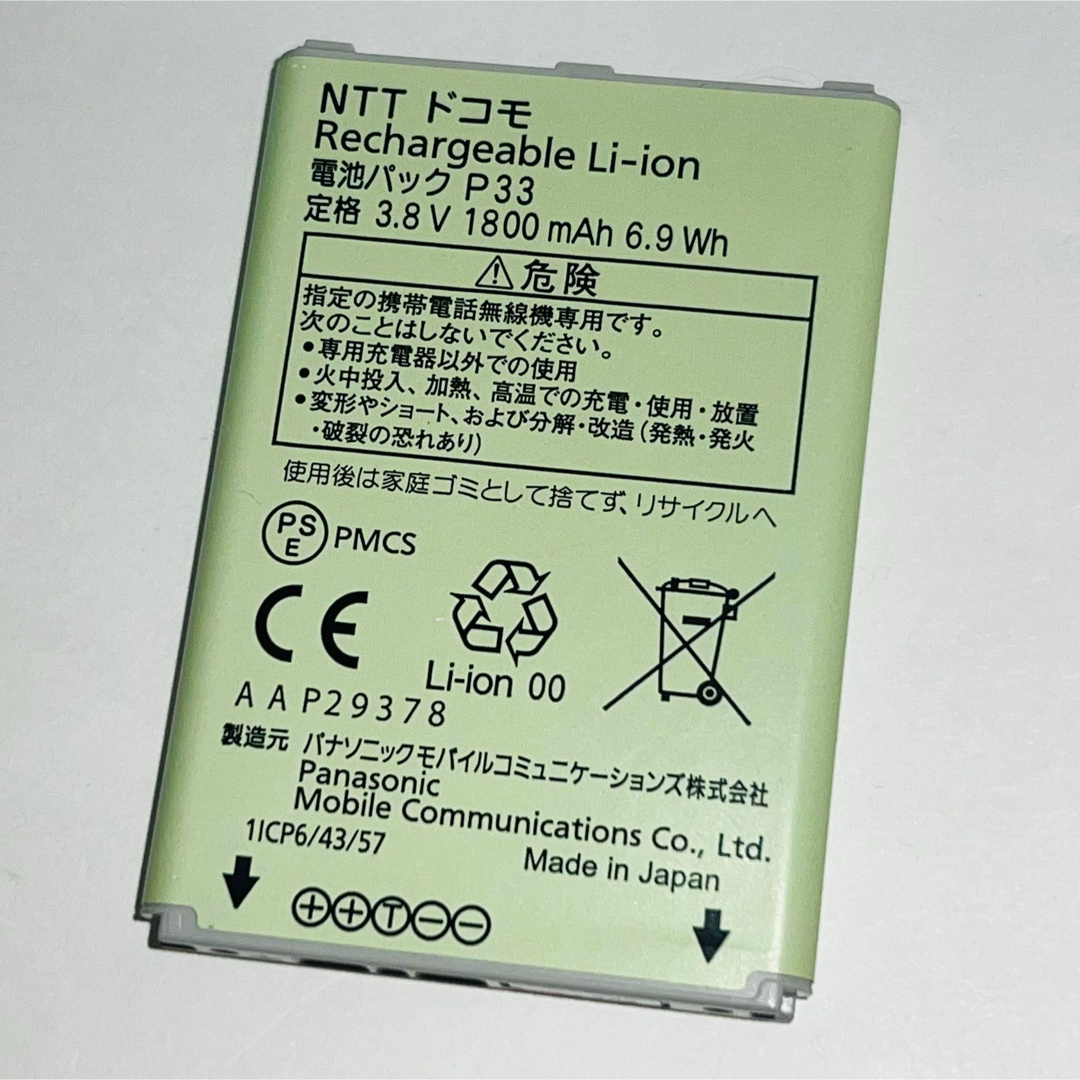 NTT ドコモ
Rechargeable Li-ion
電池パック P33
定格 3.8 V 1800 mAh 6.9 Wh
⚠危険
指定の携帯電話無線機専用です。
次のことはしないでください。
•専用充電器以外での使用
•火中投入、加熱、高温での充電・使用・放置
•変形やショート、および分解・改造(発熱・発火
・破裂の恐れあり)
使用後は家庭ゴミとして捨てず、リサイクルへ
PSE PMCS
CE
Li-ion 00
AAP29378
製造元 パナソニックモバイルコミュニケーションズ株式会社
Panasonic
Mobile Communications Co., Ltd.
1ICP6/43/57
Made in Japan
⊕⊕Ⓣ⊖⊖